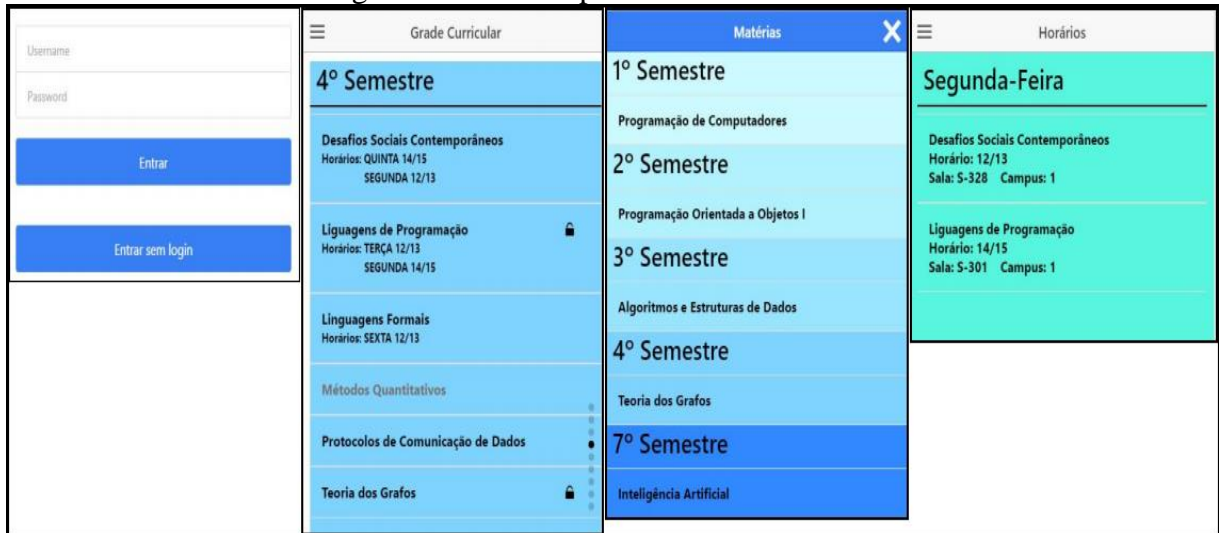 Username
Password
Entrar
Entrar sem login
Grade Curricular
4º Semestre
Desafios Sociais Contemporâneos
Horários: QUINTA 14/15
SEGUNDA 12/13
Liguagens de Programação
Horários: TERÇA 12/13
SEGUNDA 14/15
Linguagens Formais
Horários: SEXTA 12/13
Métodos Quantitativos
Protocolos de Comunicação de Dados
Teoria dos Grafos
Matérias
1º Semestre
Programação de Computadores
2º Semestre
Programação Orientada a Objetos I
3º Semestre
Algoritmos e Estruturas de Dados
4º Semestre
Teoria dos Grafos
7º Semestre
Inteligência Artificial
Horários
Segunda-Feira
Desafios Sociais Contemporâneos
Horário: 12/13
Sala: S-328 Campus: 1
Liguagens de Programação
Horário: 14/15
Sala: S-301 Campus: 1